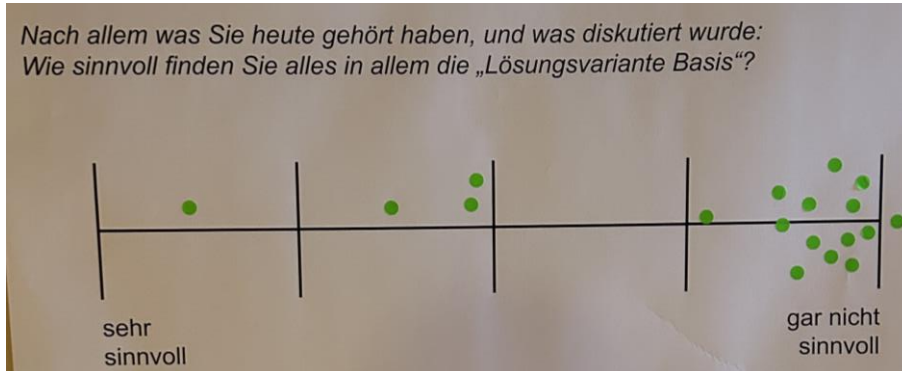 Nach allem was Sie heute gehört haben, und was diskutiert wurde:
Wie sinnvoll finden Sie alles in allem die „Lösungsvariante Basis“?
sehr
sinnvoll
gar nicht
sinnvoll